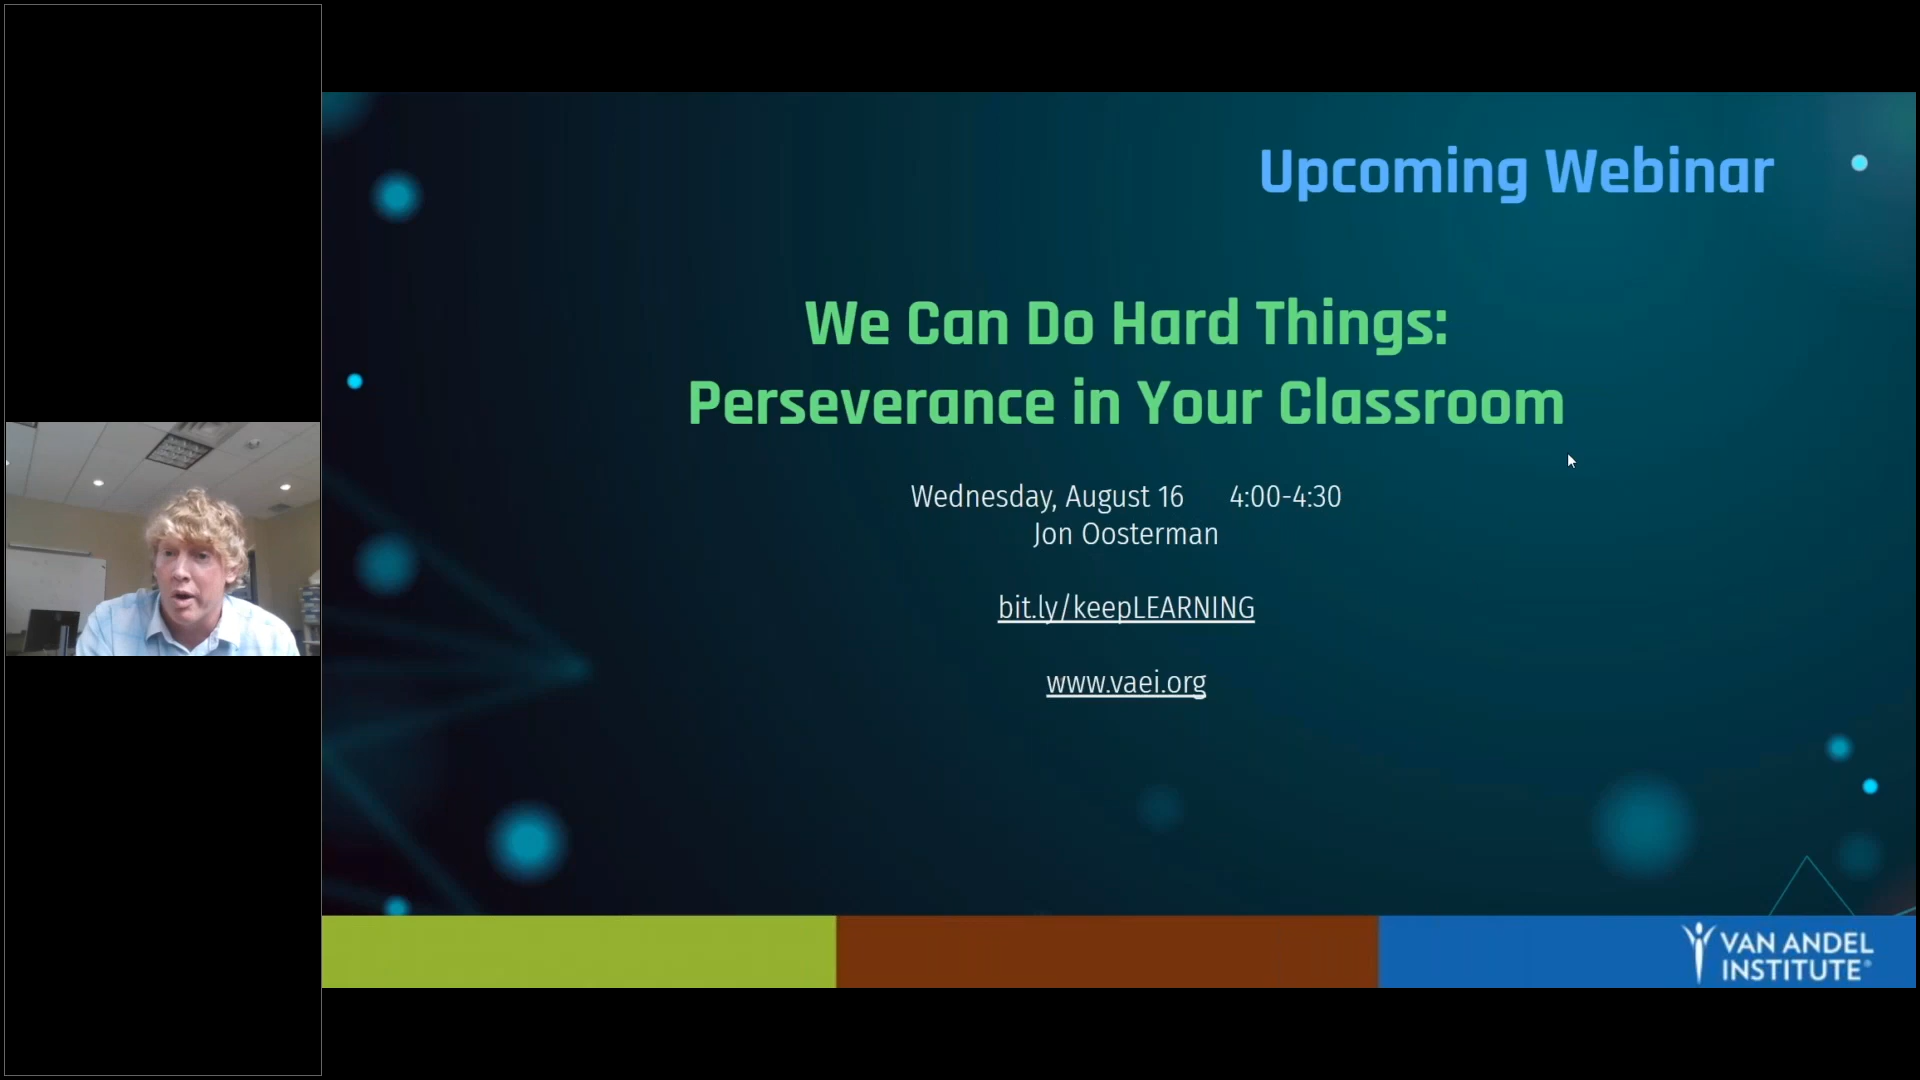 Upcoming Webinar
We Can Do Hard Things:
Perseverance in Your Classroom
Wednesday, August 16 4:00-4:30
Jon Oosterman
bit.ly/keepLEARNING
www.vaei.org
VAN ANDEL
INSTITUTE®